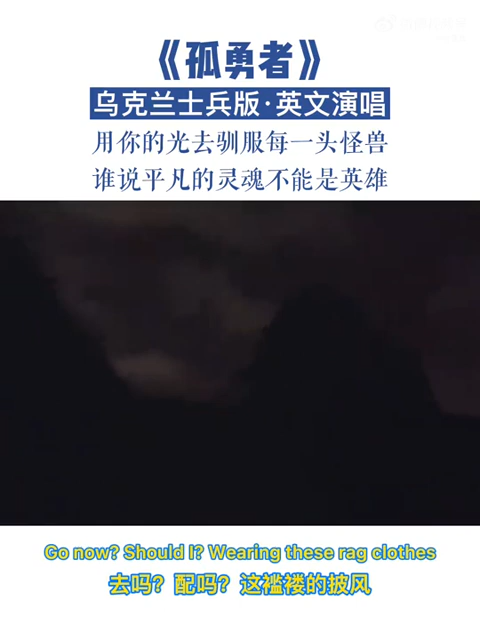 《孤勇者》
乌克兰士兵版·英文演唱
用你的光去驯服每一头怪兽
谁说平凡的灵魂不能是英雄
Go now? Should I? Wearing these rag clothes
去吗？配吗？这褴褛的披风